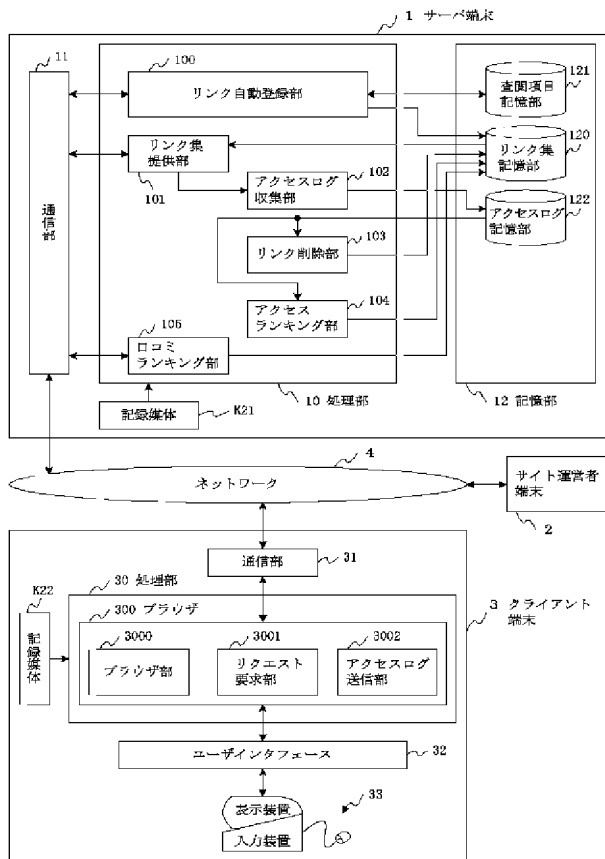 1 サーバ端末
11
通信部
100
リンク自動登録部
リンク集
提供部
101
102
アクセスログ
収集部
103
リンク削除部
104
アクセス
ランキング部
105
口コミ
ランキング部
記録媒体
K21
10 処理部
121
査閲項目
記憶部
120
リンク集
記憶部
122
アクセスログ
記憶部
12 記憶部
4
ネットワーク
サイト運営者
端末
2
通信部
31
K22
記録媒体
30 処理部
300 ブラウザ
3000
ブラウザ部
3001
リクエスト
要求部
3002
アクセスログ
送信部
3 クライアント
端末
ユーザインタフェース
32
表示装置
入力装置
33